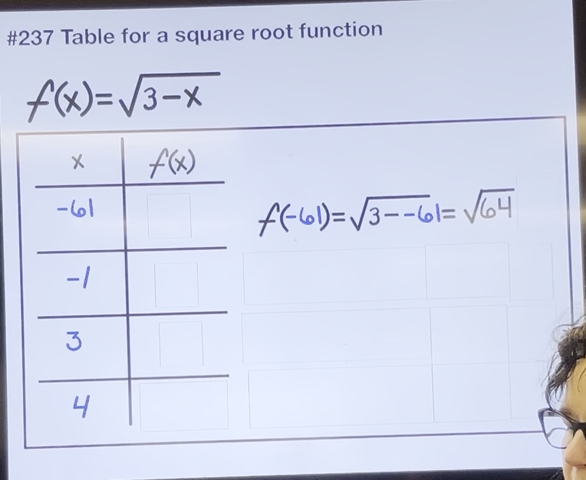 #237 Table for a square root function
f(x)=√3-x
x f(x)
-61 f(-61)=√3--61=√64
-1
3
4